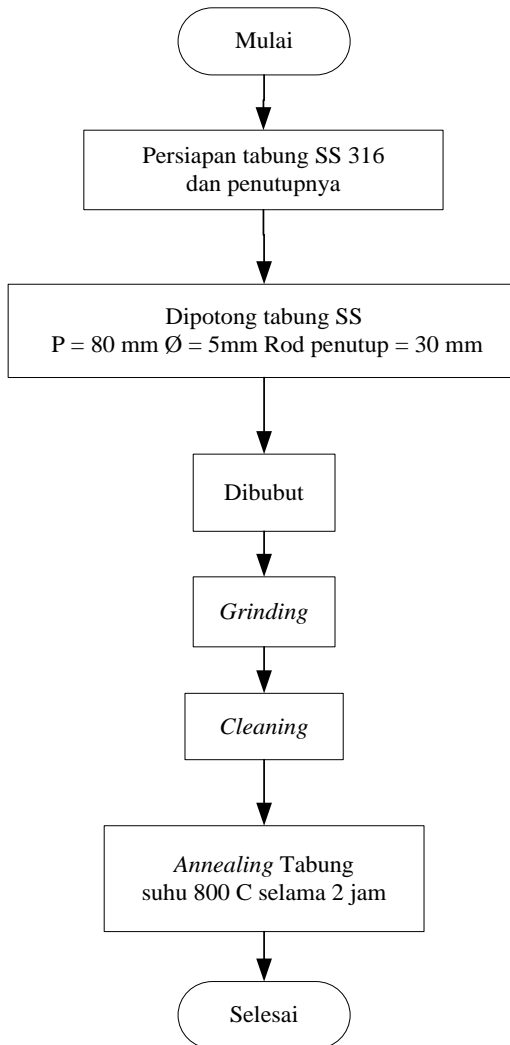 Mulai
Persiapan tabung SS 316
dan penutupnya
Dipotong tabung SS
P = 80 mm Ø = 5mm Rod penutup = 30 mm
Dibubut
Grinding
Cleaning
Annealing Tabung
suhu 800 C selama 2 jam
Selesai